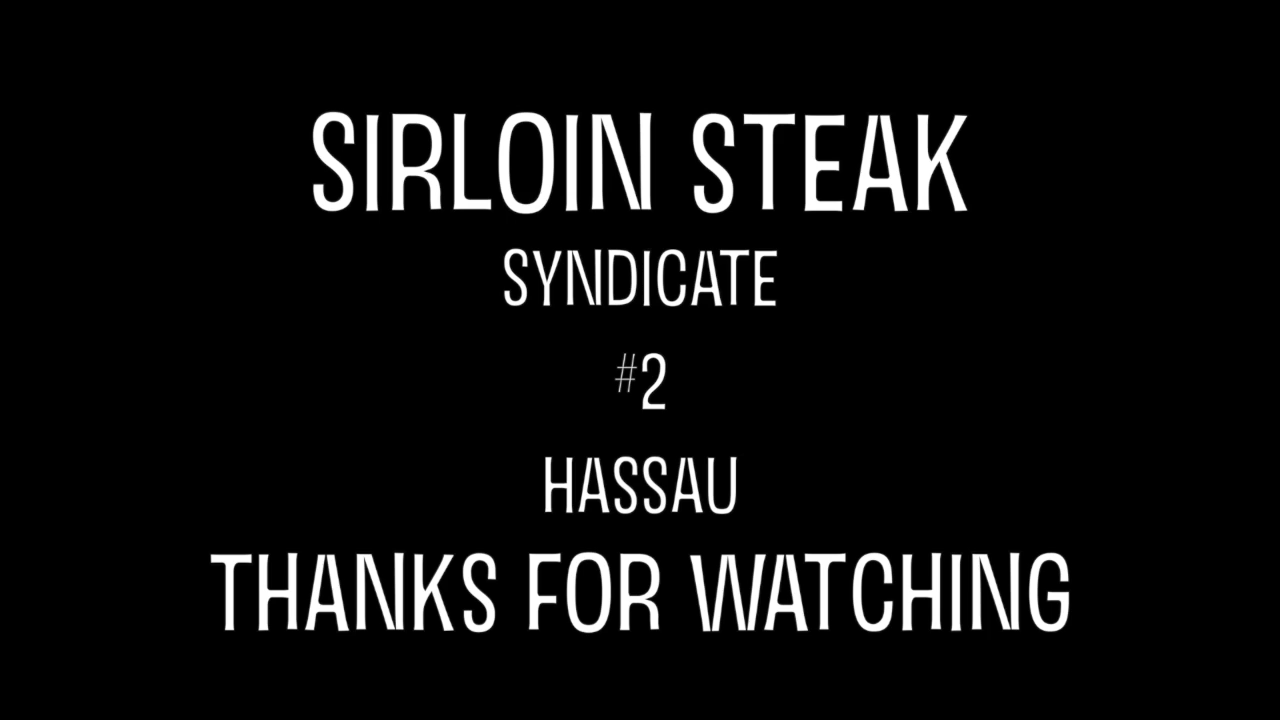 SIRLOIN STEAK
SYNDICATE
#2
HASSAU
THANKS FOR WATCHING